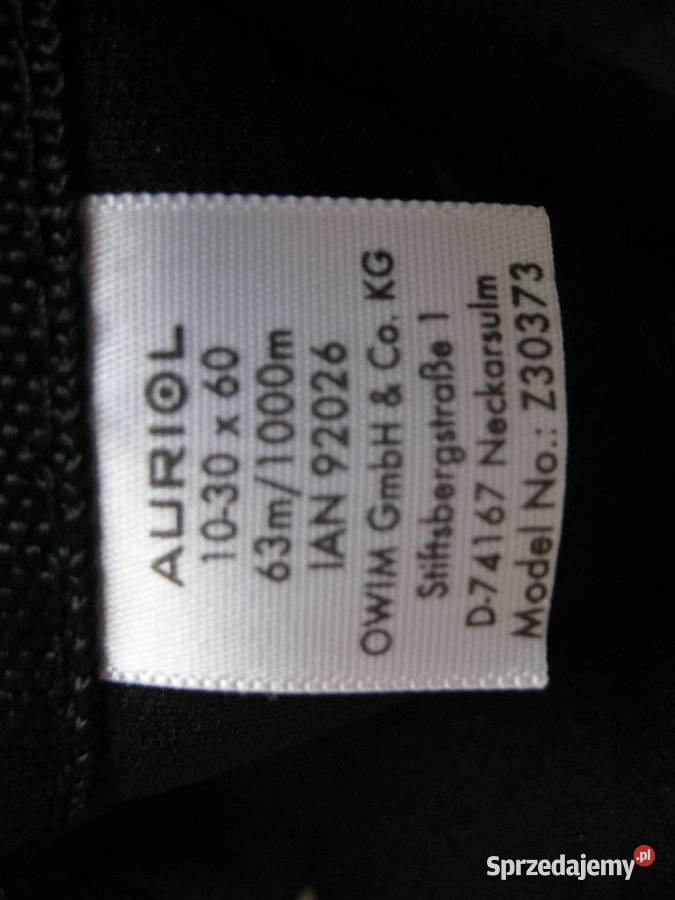 AURIOL
10-30 x 60
63m/1000m
IAN 92026
OWIM GmbH & Co. KG
Stiftsbergstraße 1
D-74167 Neckarsulm
Model No.: Z30373
Sprzedajemy.pl